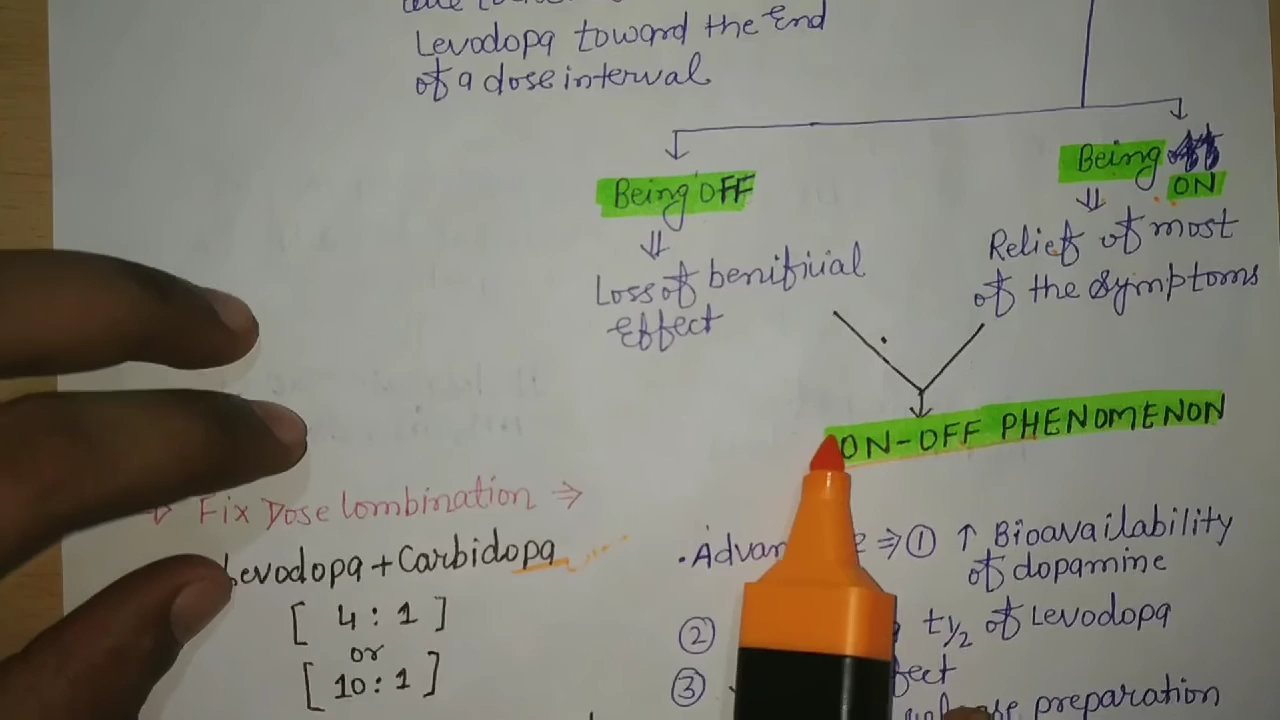 Levodopa toward the End
of a dose interval
Being OFF
Being
ON
⇓
⇓
Loss of benificial
Effect
Relief of most
of the symptoms
ON-OFF PHENOMENON
Fix Dose Combination ⇒
Levodopa + Carbidopa
[ 4 : 1 ]
or
[ 10 : 1 ]
⇒ ① ↑ Bioavailability
of dopamine
② t½ of Levodopa
③
preparation